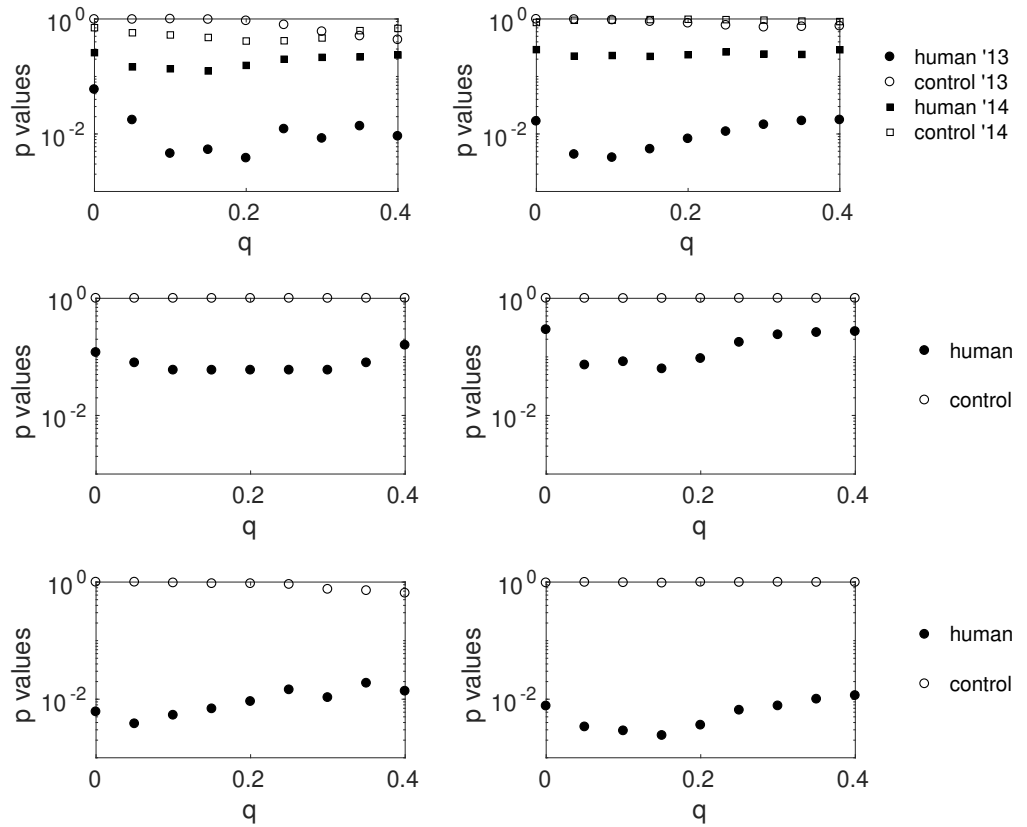 10^0
10^-2
p values
0
0.2
0.4
q
10^0
10^-2
p values
0
0.2
0.4
q
human '13
control '13
human '14
control '14
10^0
10^-2
p values
0
0.2
0.4
q
10^0
10^-2
p values
0
0.2
0.4
q
human
control
10^0
10^-2
p values
0
0.2
0.4
q
10^0
10^-2
p values
0
0.2
0.4
q
human
control